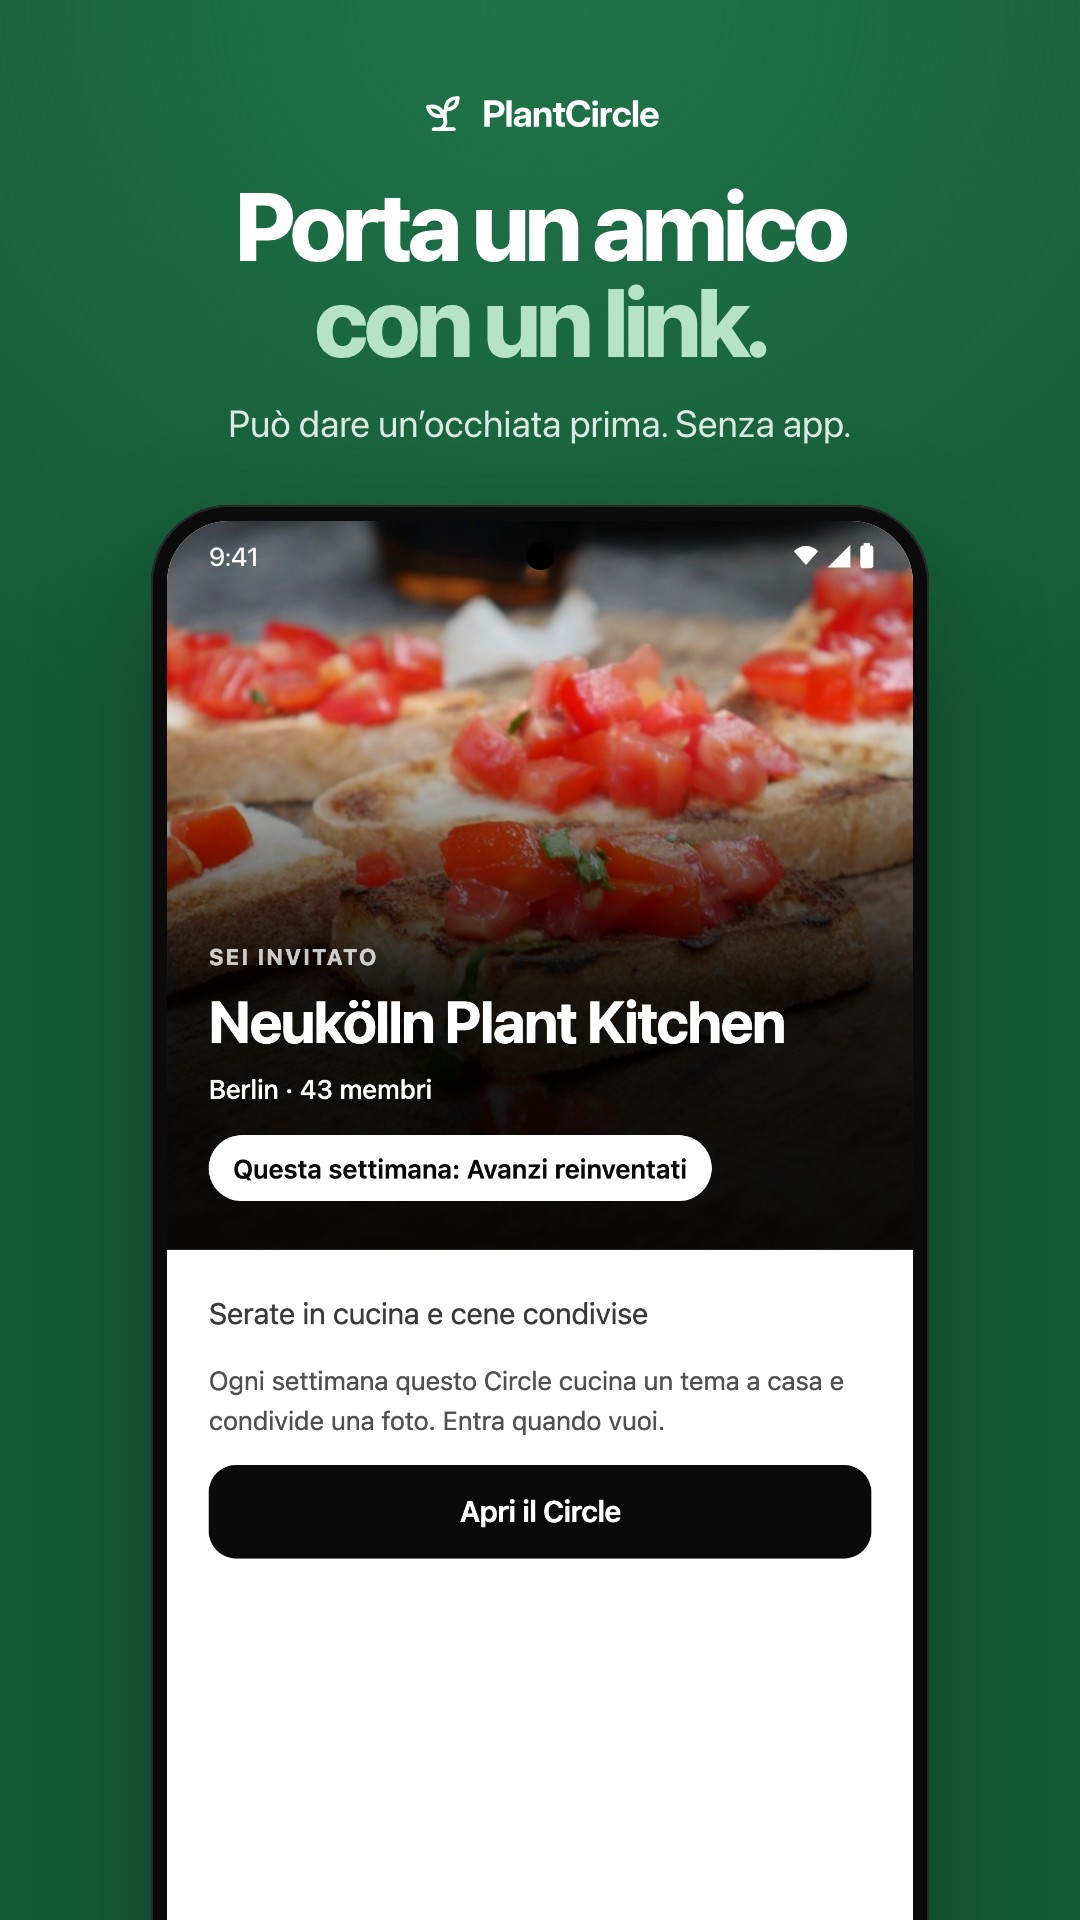 PlantCircle
Porta un amico
con un link.
Può dare un’occhiata prima. Senza app.
9:41
SEI INVITATO
Neukölln Plant Kitchen
Berlin · 43 membri
Questa settimana: Avanzi reinventati
Serate in cucina e cene condivise
Ogni settimana questo Circle cucina un tema a casa e
condivide una foto. Entra quando vuoi.
Apri il Circle